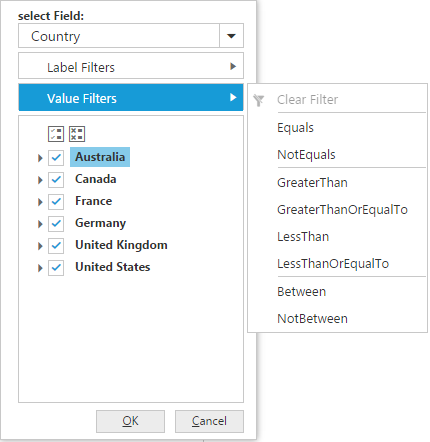 select Field:
Country
Label Filters
Value Filters
Clear Filter
Equals
NotEquals
GreaterThan
GreaterThanOrEqualTo
LessThan
LessThanOrEqualTo
Between
NotBetween
Australia
Canada
France
Germany
United Kingdom
United States
OK
Cancel